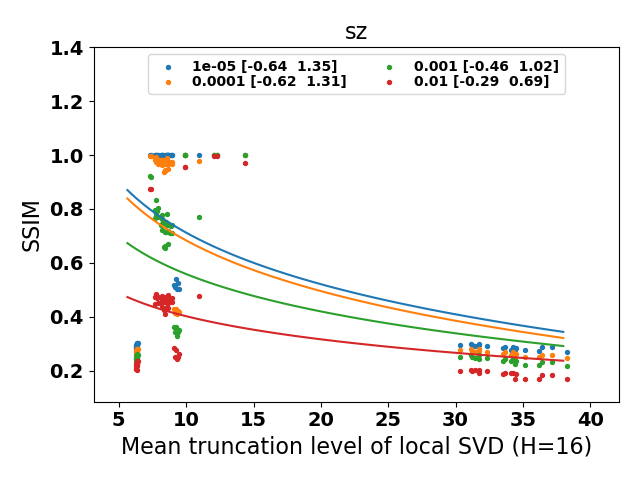 sz
1e-05 [-0.64  1.35]
0.0001 [-0.62  1.31]
0.001 [-0.46  1.02]
0.01 [-0.29  0.69]
1.4
1.2
1.0
0.8
0.6
0.4
0.2
SSIM
5 10 15 20 25 30 35 40
Mean truncation level of local SVD (H=16)